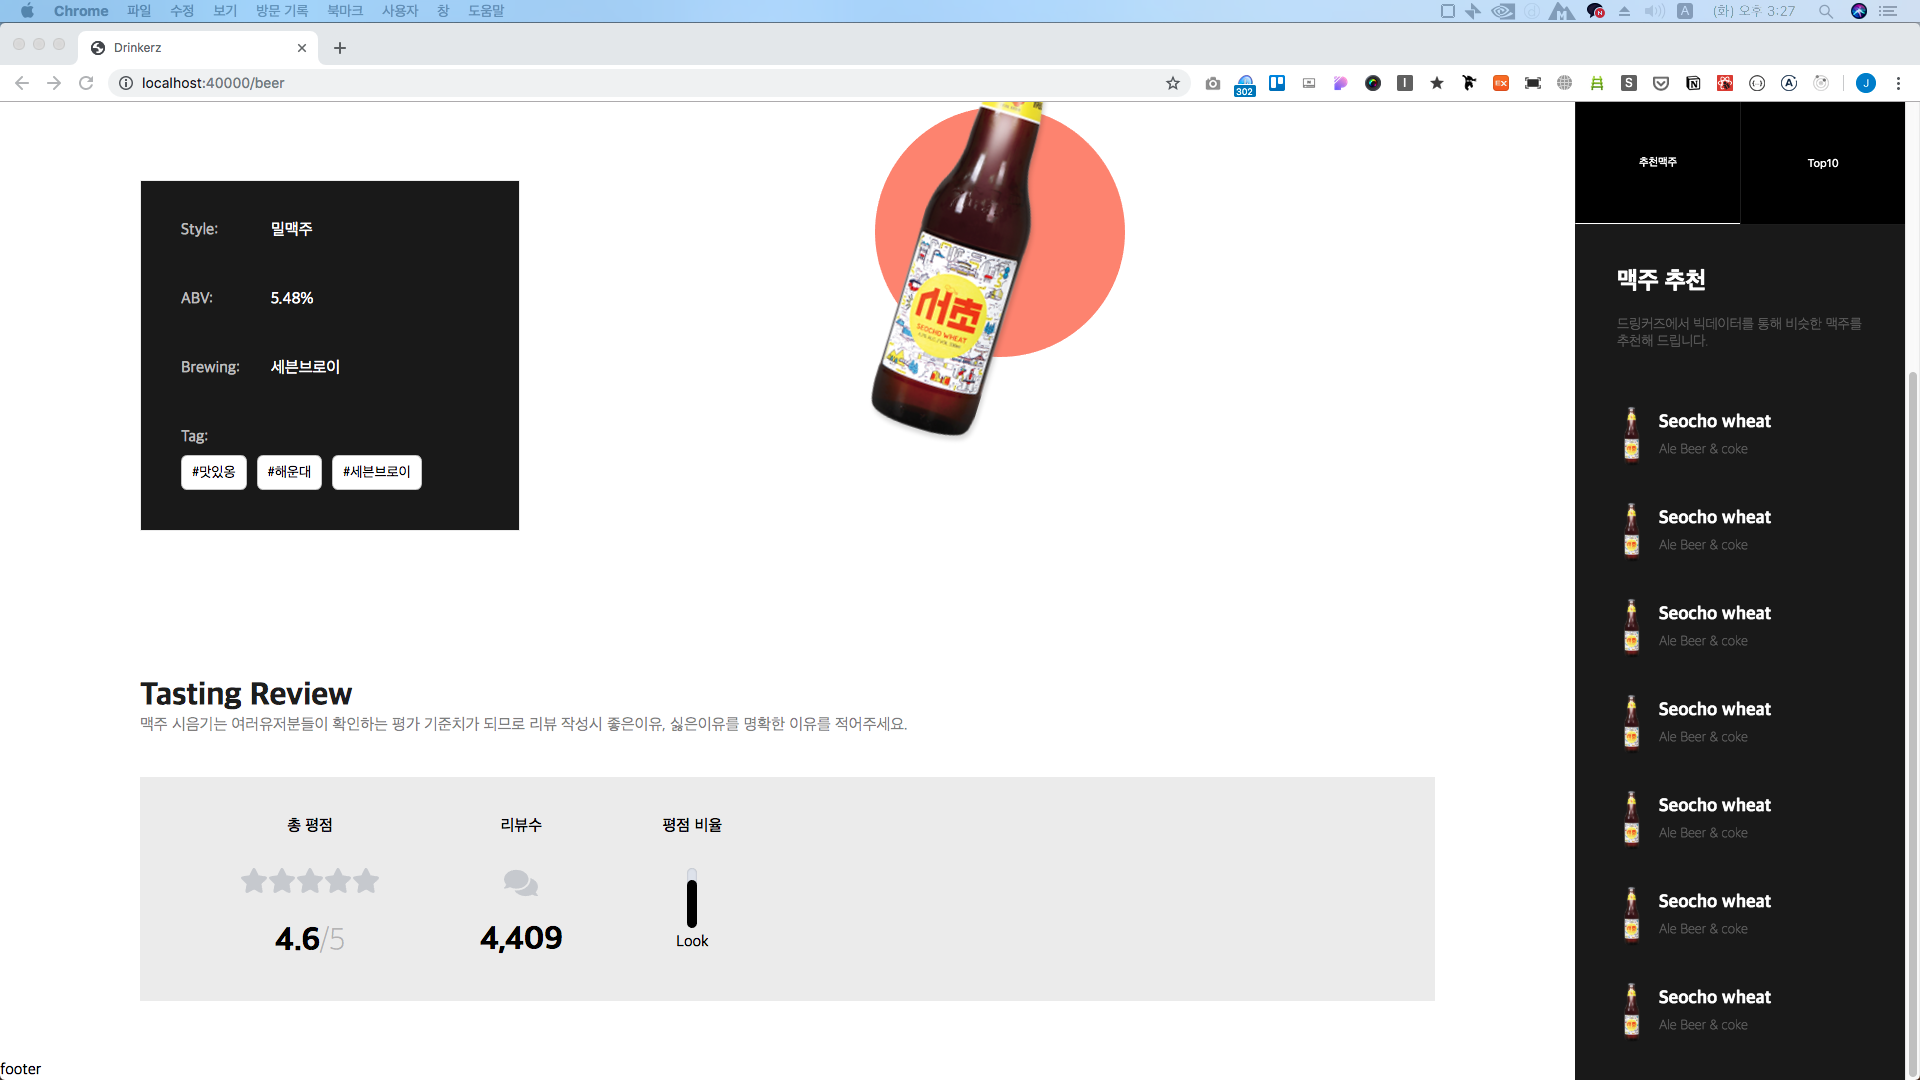 Chrome 파일 수정 보기 방문 기록 북마크 사용자 창 도움말
A (화) 오후 3:27
Drinkerz
localhost:40000/beer
302
EX
S
A
J
Style: 밀맥주
ABV: 5.48%
Brewing: 세븐브로이
Tag:
#맛있옹 #해운대 #세븐브로이
서초
SEOCHO WHEAT
Tasting Review
맥주 시음기는 여러유저분들이 확인하는 평가 기준치가 되므로 리뷰 작성시 좋은이유, 싫은이유를 명확한 이유를 적어주세요.
총 평점 리뷰수 평점 비율
4.6/5 4,409 Look
footer
추천맥주 Top10
맥주 추천
드링커즈에서 빅데이터를 통해 비슷한 맥주를
추천해 드립니다.
Seocho wheat
Ale Beer & coke
Seocho wheat
Ale Beer & coke
Seocho wheat
Ale Beer & coke
Seocho wheat
Ale Beer & coke
Seocho wheat
Ale Beer & coke
Seocho wheat
Ale Beer & coke
Seocho wheat
Ale Beer & coke